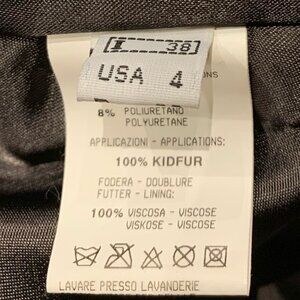 I 38
USA 4
ONS
8% POLIURETANO
POLYURETANE
APPLICAZIONI - APPLICATIONS:
100% KIDFUR
FODERA - DOUBLURE
FUTTER - LINING:
100% VISCOSA - VISCOSE
VISKOSE - VISCOSE
LAVARE PRESSO LAVANDERIE